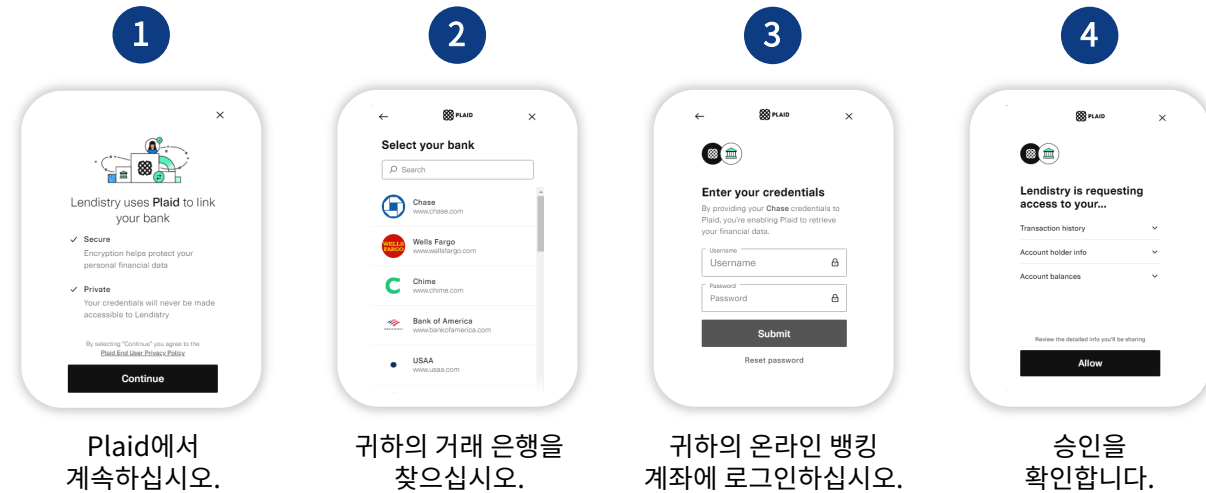 1
Lendistry uses Plaid to link
your bank
Secure
Encryption helps protect your
personal financial data
Private
Your credentials will never be made
accessible to Lendistry
By selecting "Continue" you agree to the
Plaid End User Privacy Policy
Continue
Plaid에서
계속하십시오.
2
PLAID
Select your bank
Search
Chase
www.chase.com
WELLS
FARGO
Wells Fargo
www.wellsfargo.com
Chime
www.chime.com
Bank of America
www.bankofamerica.com
USAA
www.usaa.com
귀하의 거래 은행을
찾으십시오.
3
PLAID
Enter your credentials
By providing your Chase credentials to
Plaid, you're enabling Plaid to retrieve
your financial data.
Username
Username
Password
Password
Submit
Reset password
귀하의 온라인 뱅킹
계좌에 로그인하십시오.
4
PLAID
Lendistry is requesting
access to your...
Transaction history
Account holder info
Account balances
Review the detailed info you'll be sharing
Allow
승인을
확인합니다.